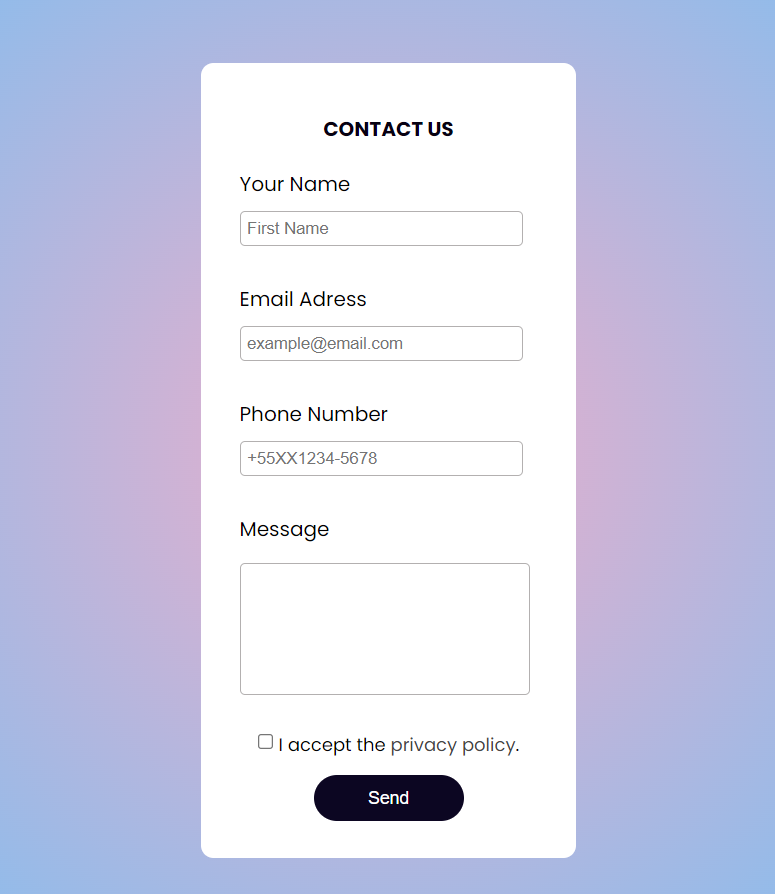 CONTACT US
Your Name
First Name
Email Adress
example@email.com
Phone Number
+55XX1234-5678
Message
I accept the privacy policy.
Send